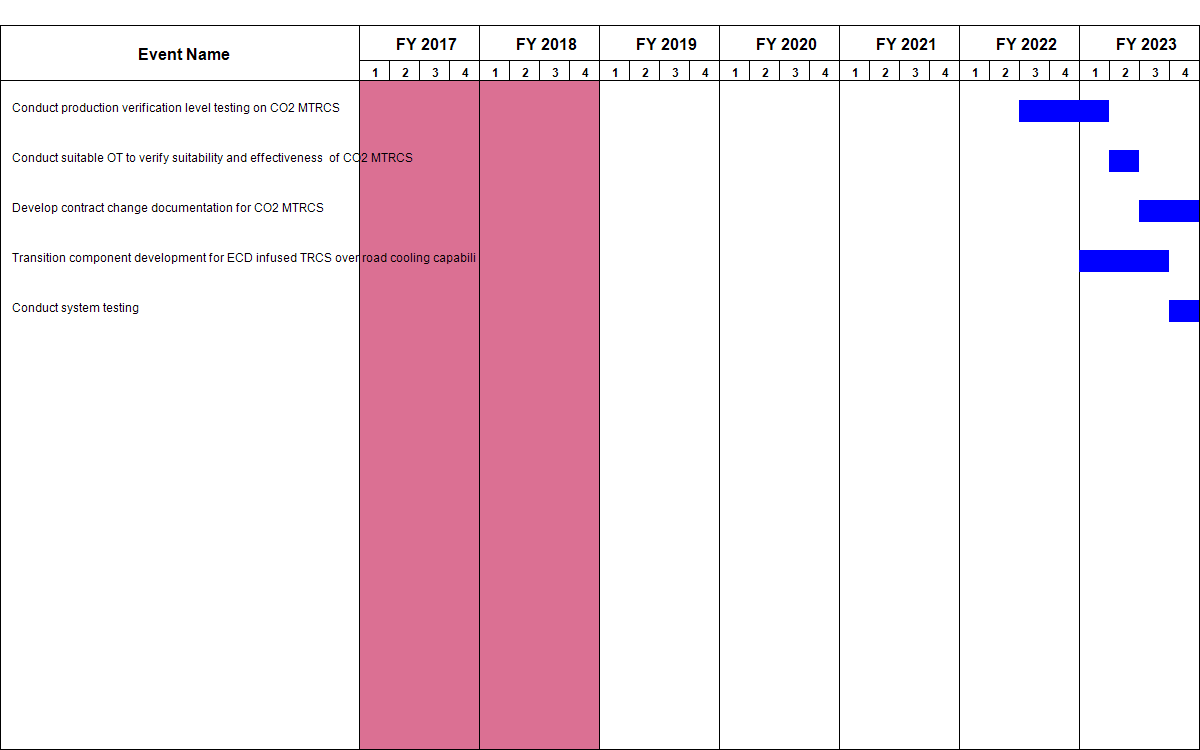 Event Name
FY 2017 FY 2018 FY 2019 FY 2020 FY 2021 FY 2022 FY 2023
1 2 3 4 1 2 3 4 1 2 3 4 1 2 3 4 1 2 3 4 1 2 3 4 1 2 3 4
Conduct production verification level testing on CO2 MTRCS
Conduct suitable OT to verify suitability and effectiveness  of CO2 MTRCS
Develop contract change documentation for CO2 MTRCS
Transition component development for ECD infused TRCS over road cooling capabili
Conduct system testing